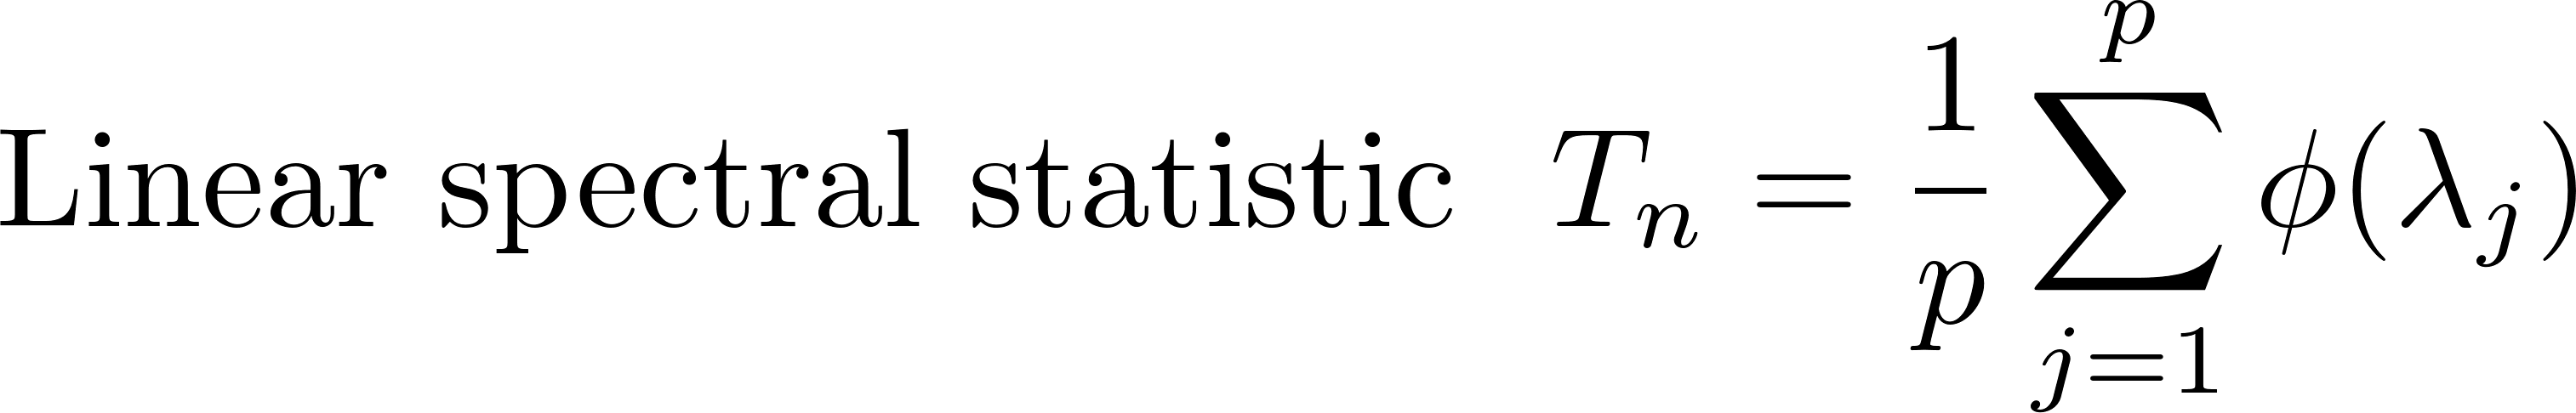 Linear spectral statistic $T_n = \frac{1}{p} \sum_{j=1}^{p} \phi(\lambda_j)$